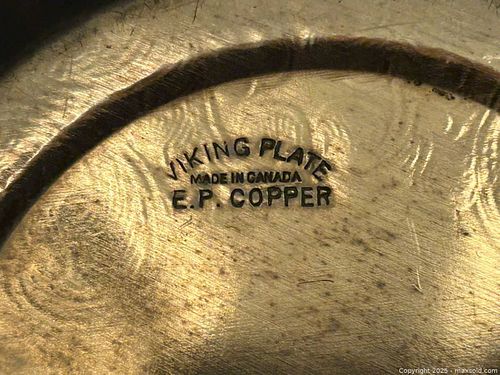 VIKING PLATE
MADE IN CANADA
E.P. COPPER
Copyright 2025 - maxsold.com